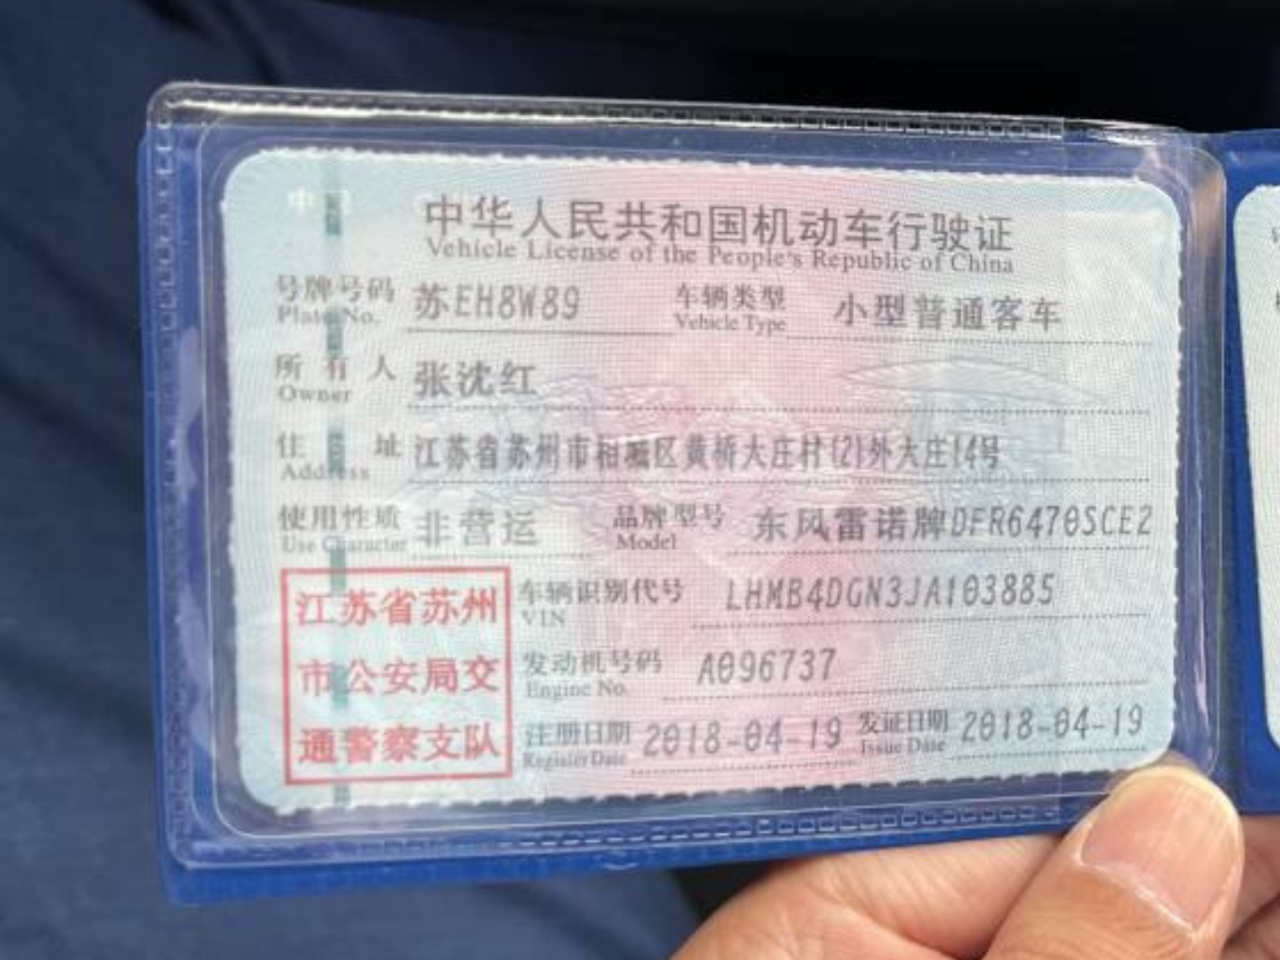 中华人民共和国机动车行驶证
Vehicle License of the People's Republic of China
号牌号码 苏EH8W89 车辆类型 小型普通客车
Plate No. Vehicle Type
所有人 张沈红
Owner
住址 江苏省苏州市相城区黄桥大庄村(2)外大庄14号
Address
使用性质 非营运 品牌型号 东风雷诺牌DFR6470SCE2
Use Character Model
江苏省苏州 车辆识别代号 LHMB4DGN3JA103885
VIN
市公安局交 发动机号码 A096737
Engine No.
通警察支队 注册日期 2018-04-19 发证日期 2018-04-19
Register Date Issue Date